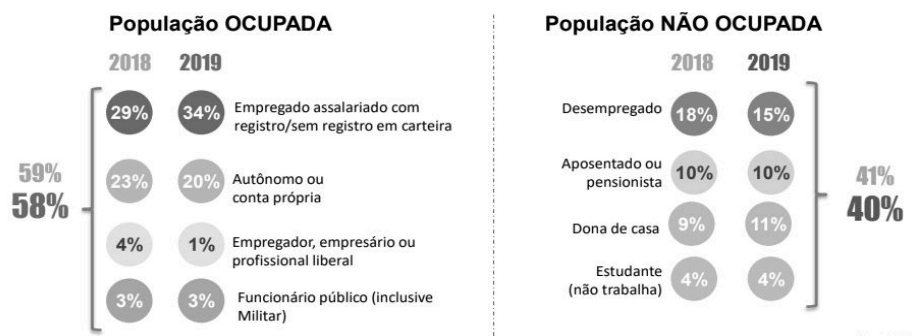 População OCUPADA
2018 2019
29% 34% Empregado assalariado com
registro/sem registro em carteira
59%
58%
23% 20% Autônomo ou
conta própria
4% 1% Empregador, empresário ou
profissional liberal
3% 3% Funcionário público (inclusive
Militar)
População NÃO OCUPADA
2018 2019
Desempregado 18% 15%
Aposentado ou
pensionista 10% 10%
41%
40%
Dona de casa 9% 11%
Estudante
(não trabalha) 4% 4%